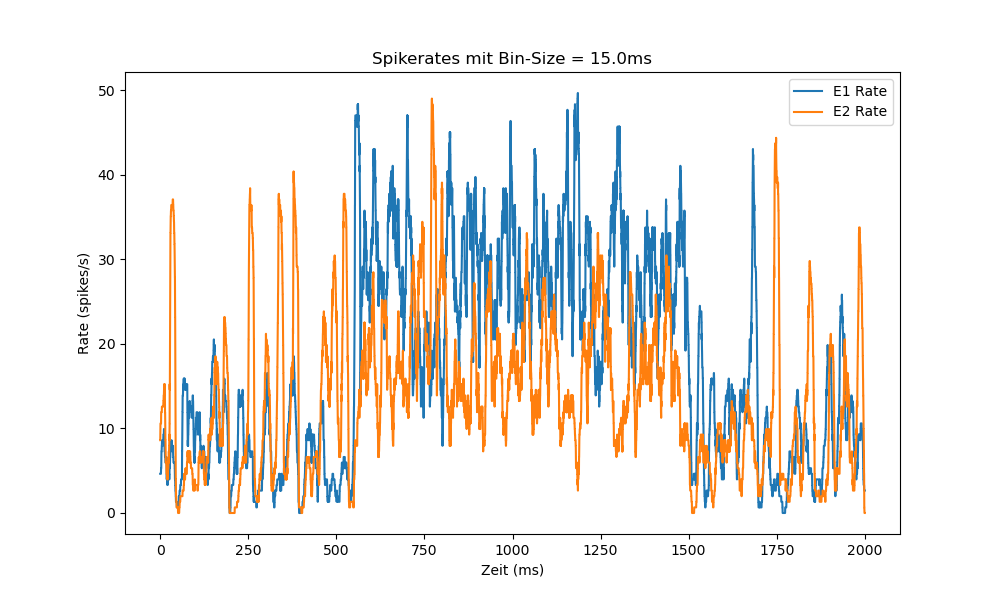 Spikerates mit Bin-Size = 15.0ms
E1 Rate
E2 Rate
50
40
30
20
10
0
Rate (spikes/s)
0 250 500 750 1000 1250 1500 1750 2000
Zeit (ms)